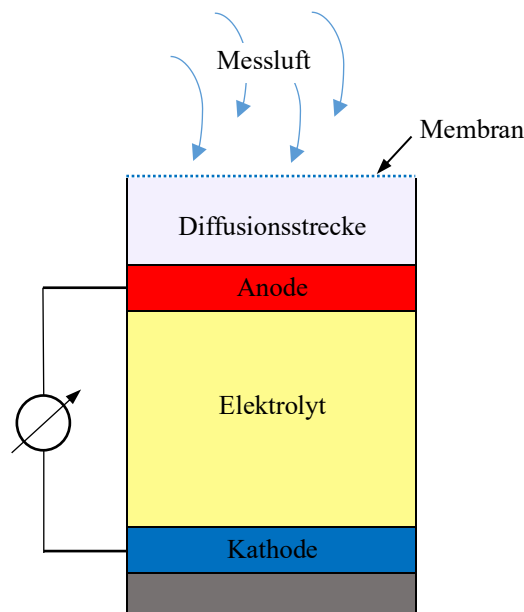 Messluft
Membran
Diffusionsstrecke
Anode
Elektrolyt
Kathode